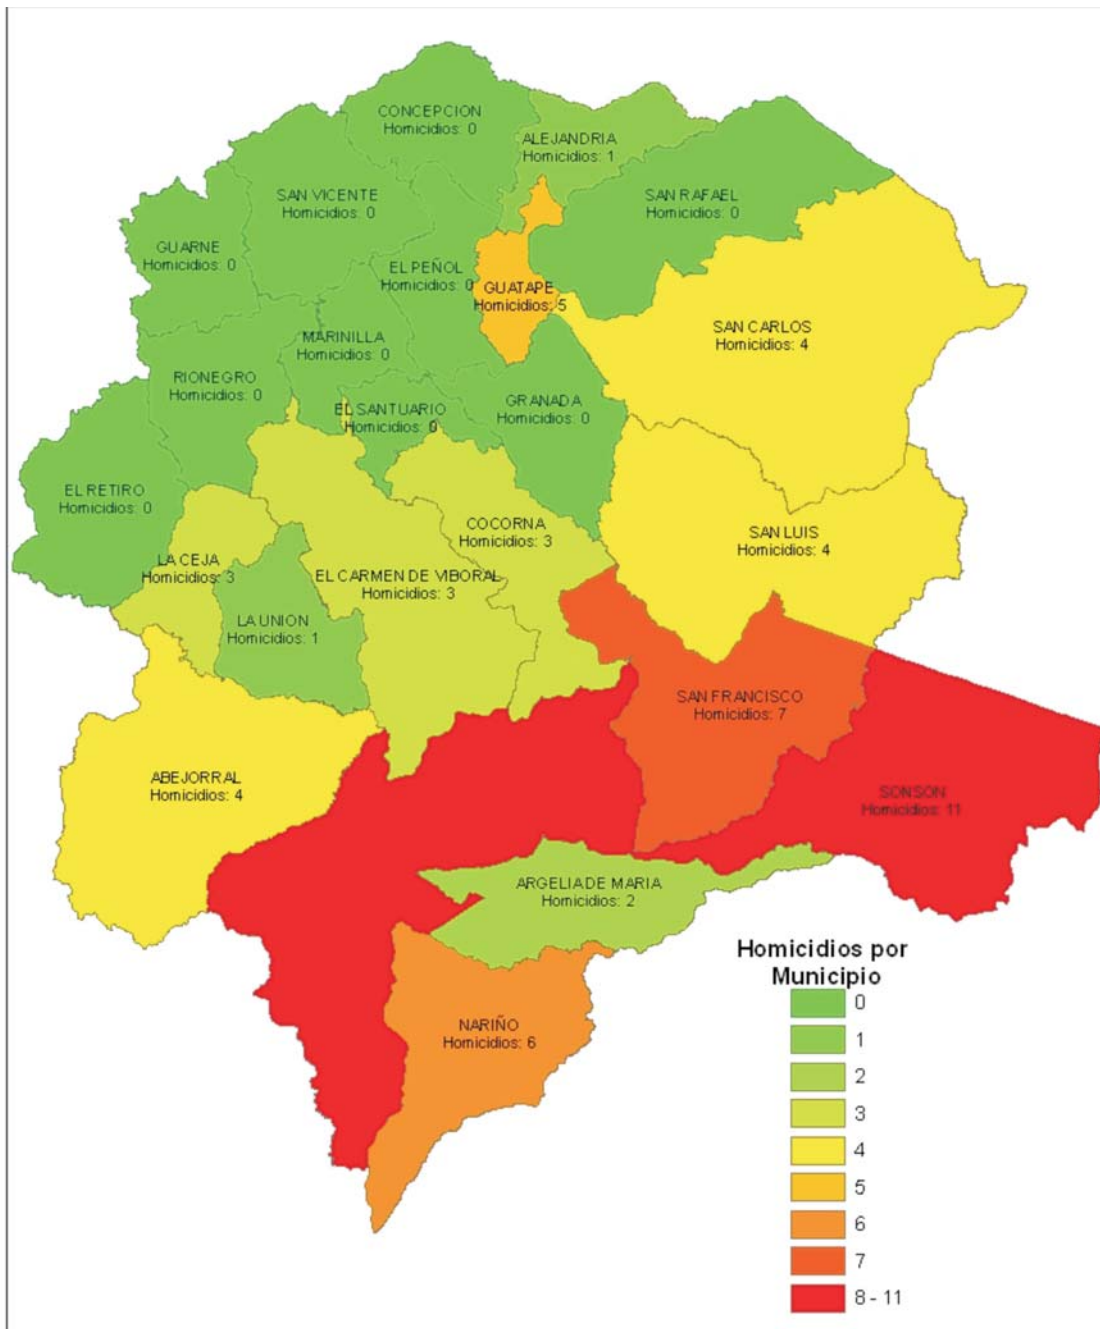 CONCEPCION
Homicidios: 0
ALEJANDRIA
Homicidios: 1
SAN VICENTE
Homicidios: 0
SAN RAFAEL
Homicidios: 0
GUARNE
Homicidios: 0
EL PEÑOL
Homicidios: 0
GUATAPE
Homicidios: 5
SAN CARLOS
Homicidios: 4
MARINILLA
Homicidios: 0
RIONEGRO
Homicidios: 0
EL SANTUARIO
Homicidios: 0
GRANADA
Homicidios: 0
EL RETIRO
Homicidios: 0
COCORNA
Homicidios: 3
SAN LUIS
Homicidios: 4
LA CEJA
Homicidios: 3
EL CARMEN DE VIBORAL
Homicidios: 3
LA UNION
Homicidios: 1
SAN FRANCISCO
Homicidios: 7
ABEJORRAL
Homicidios: 4
SONSON
Homicidios: 11
ARGELIA DE MARIA
Homicidios: 2
NARIÑO
Homicidios: 6
Homicidios por
Municipio
0
1
2
3
4
5
6
7
8 - 11